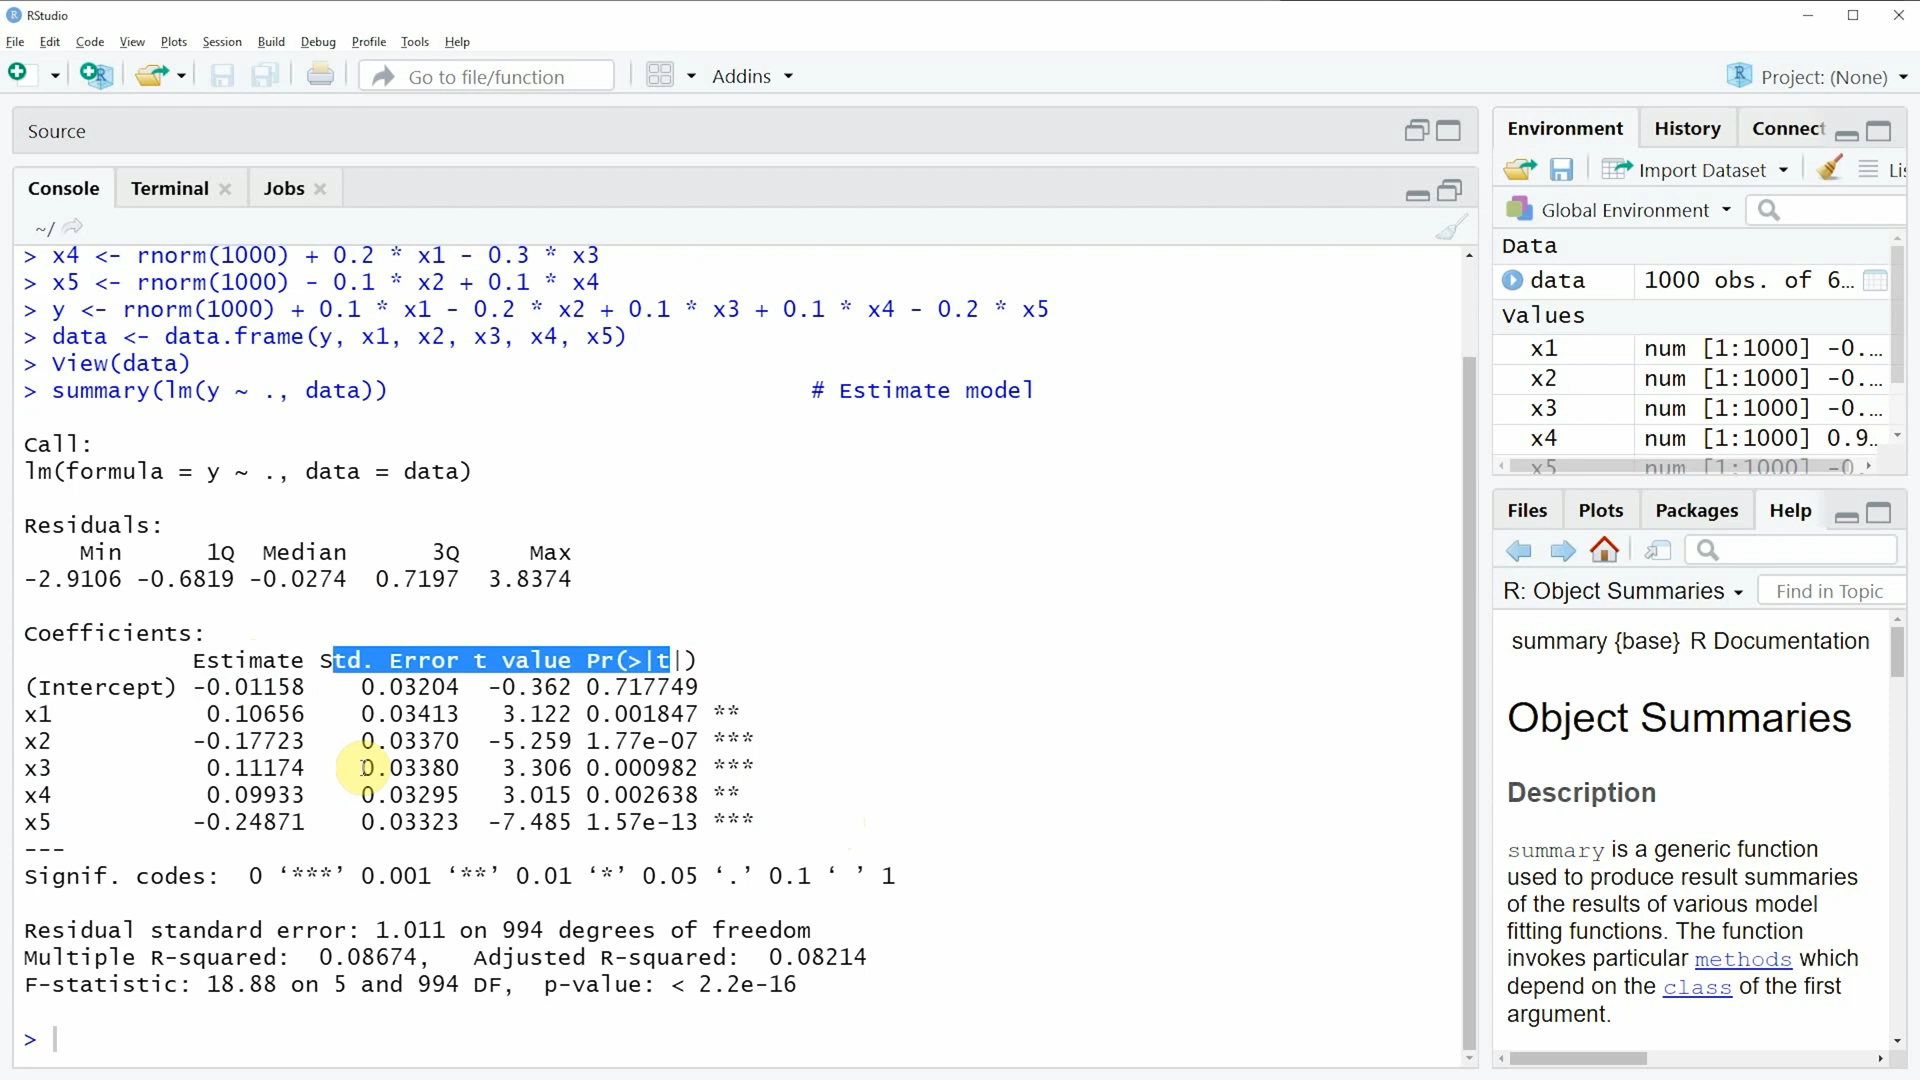 RStudio
File Edit Code View Plots Session Build Debug Profile Tools Help
Go to file/function Addins Project: (None)
Source
Console Terminal Jobs
~/
> x4 <- rnorm(1000) + 0.2 * x1 - 0.3 * x3
> x5 <- rnorm(1000) - 0.1 * x2 + 0.1 * x4
> y <- rnorm(1000) + 0.1 * x1 - 0.2 * x2 + 0.1 * x3 + 0.1 * x4 - 0.2 * x5
> data <- data.frame(y, x1, x2, x3, x4, x5)
> View(data)
> summary(lm(y ~ ., data)) # Estimate model
Call:
lm(formula = y ~ ., data = data)
Residuals:
Min 1Q Median 3Q Max
-2.9106 -0.6819 -0.0274 0.7197 3.8374
Coefficients:
Estimate Std. Error t value Pr(>|t|)
(Intercept) -0.01158 0.03204 -0.362 0.717749
x1 0.10656 0.03413 3.122 0.001847 **
x2 -0.17723 0.03370 -5.259 1.77e-07 ***
x3 0.11174 0.03380 3.306 0.000982 ***
x4 0.09933 0.03295 3.015 0.002638 **
x5 -0.24871 0.03323 -7.485 1.57e-13 ***
---
Signif. codes: 0 ‘***’ 0.001 ‘**’ 0.01 ‘*’ 0.05 ‘.’ 0.1 ‘ ’ 1
Residual standard error: 1.011 on 994 degrees of freedom
Multiple R-squared: 0.08674, Adjusted R-squared: 0.08214
F-statistic: 18.88 on 5 and 994 DF, p-value: < 2.2e-16
>
Environment History Connect
Import Dataset Lis
Global Environment
Data
data 1000 obs. of 6…
Values
x1 num [1:1000] -0.…
x2 num [1:1000] -0.…
x3 num [1:1000] -0.…
x4 num [1:1000] 0.9…
x5 num [1:1000] -0.…
Files Plots Packages Help
R: Object Summaries Find in Topic
summary {base} R Documentation
Object Summaries
Description
summary is a generic function
used to produce result summaries
of the results of various model
fitting functions. The function
invokes particular methods which
depend on the class of the first
argument.